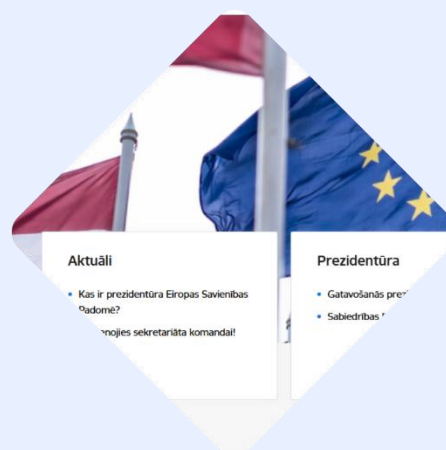 Aktuāli
Kas ir prezidentūra Eiropas Savienības
Padomē?
sekretariāta komandai!
Prezidentūra
Gatavošanās
Sabiedrības